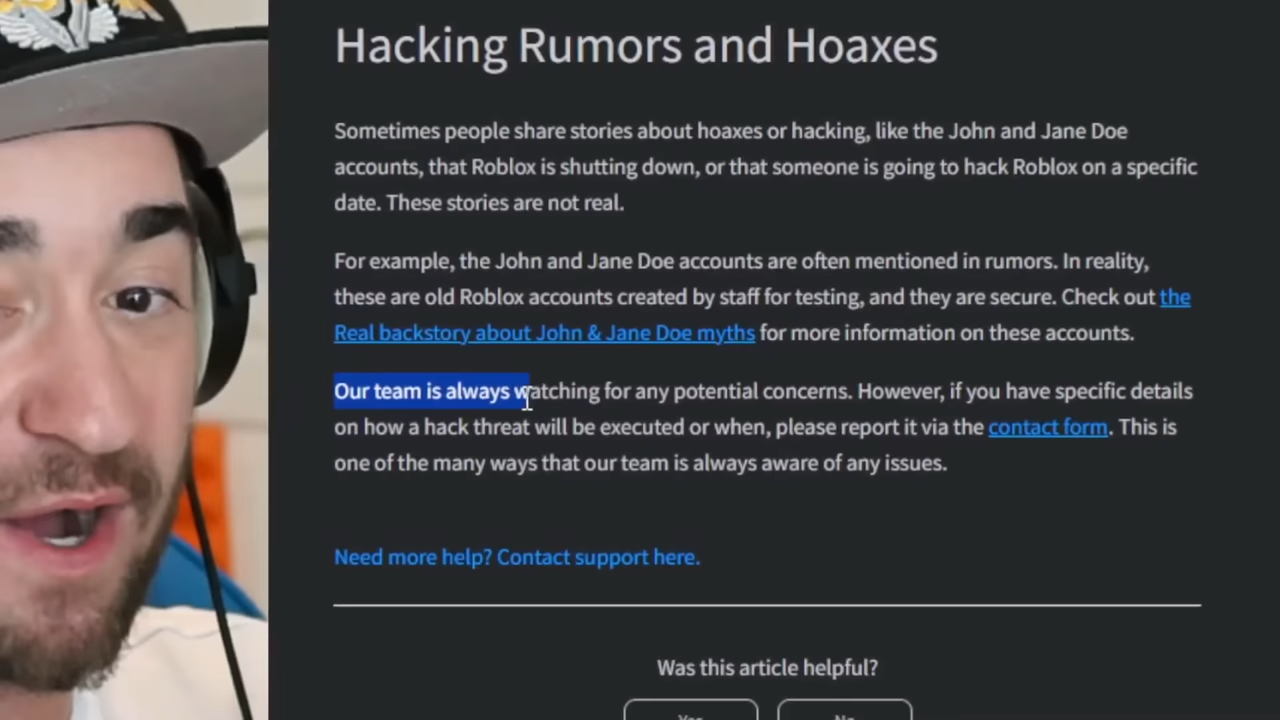 Hacking Rumors and Hoaxes
Sometimes people share stories about hoaxes or hacking, like the John and Jane Doe
accounts, that Roblox is shutting down, or that someone is going to hack Roblox on a specific
date. These stories are not real.
For example, the John and Jane Doe accounts are often mentioned in rumors. In reality,
these are old Roblox accounts created by staff for testing, and they are secure. Check out the
Real backstory about John & Jane Doe myths for more information on these accounts.
Our team is always watching for any potential concerns. However, if you have specific details
on how a hack threat will be executed or when, please report it via the contact form. This is
one of the many ways that our team is always aware of any issues.
Need more help? Contact support here.
Was this article helpful?
Yes No